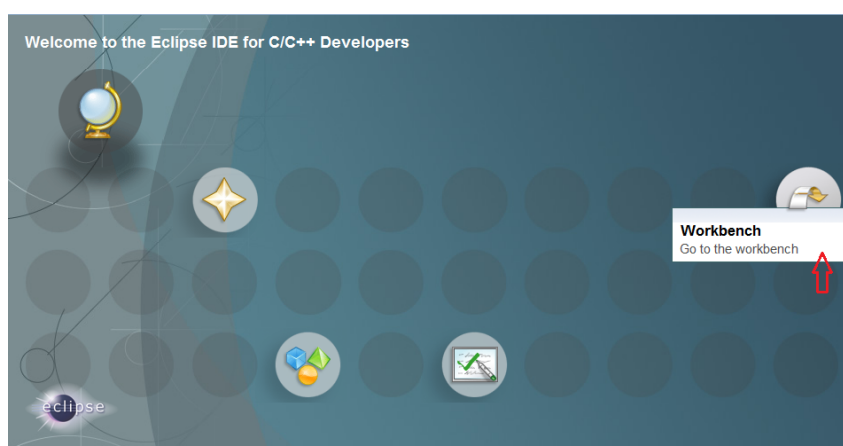 Welcome to the Eclipse IDE for C/C++ Developers
Workbench
Go to the workbench
eclipse